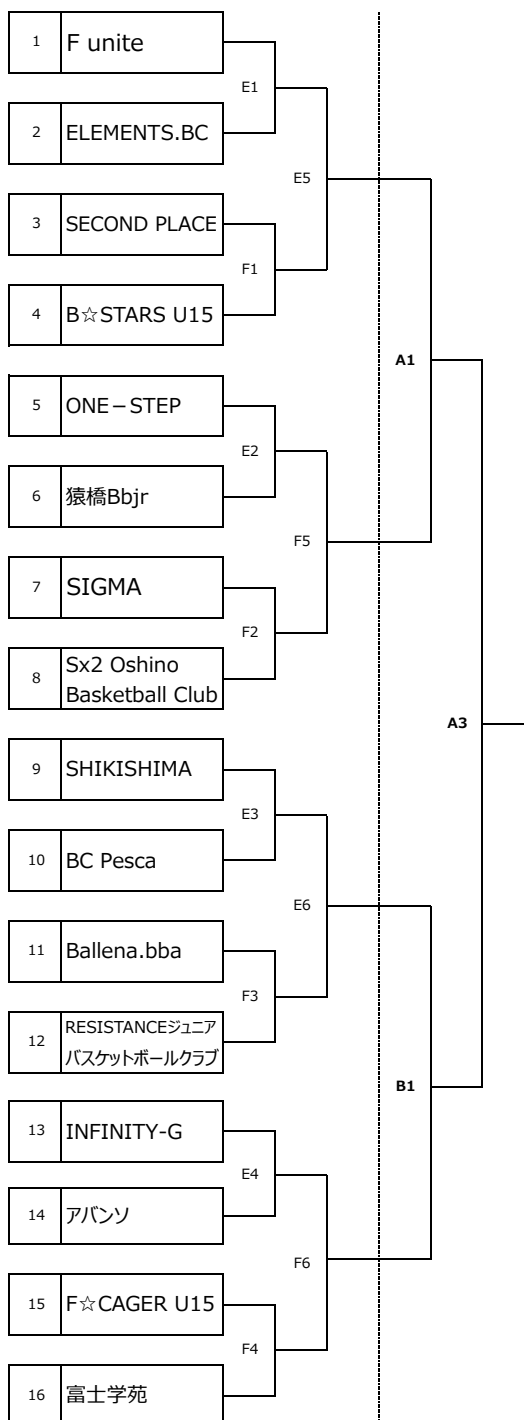 1 F unite
E1
2 ELEMENTS.BC
E5
3 SECOND PLACE
F1
4 B☆STARS U15
A1
5 ONE－STEP
E2
6 猿橋Bbjr
F5
7 SIGMA
F2
8 Sx2 Oshino
Basketball Club
A3
9 SHIKISHIMA
E3
10 BC Pesca
E6
11 Ballena.bba
F3
12 RESISTANCEジュニア
バスケットボールクラブ
B1
13 INFINITY-G
E4
14 アバンソ
F6
15 F☆CAGER U15
F4
16 富士学苑